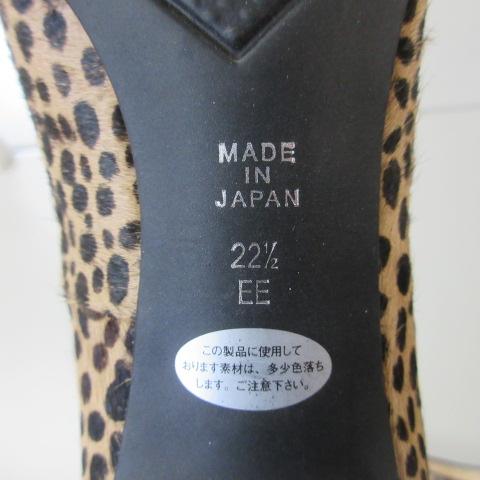 MADE
IN
JAPAN
22½
EE
この製品に使用して
おります素材は、多少色落ち
します。ご注意下さい。